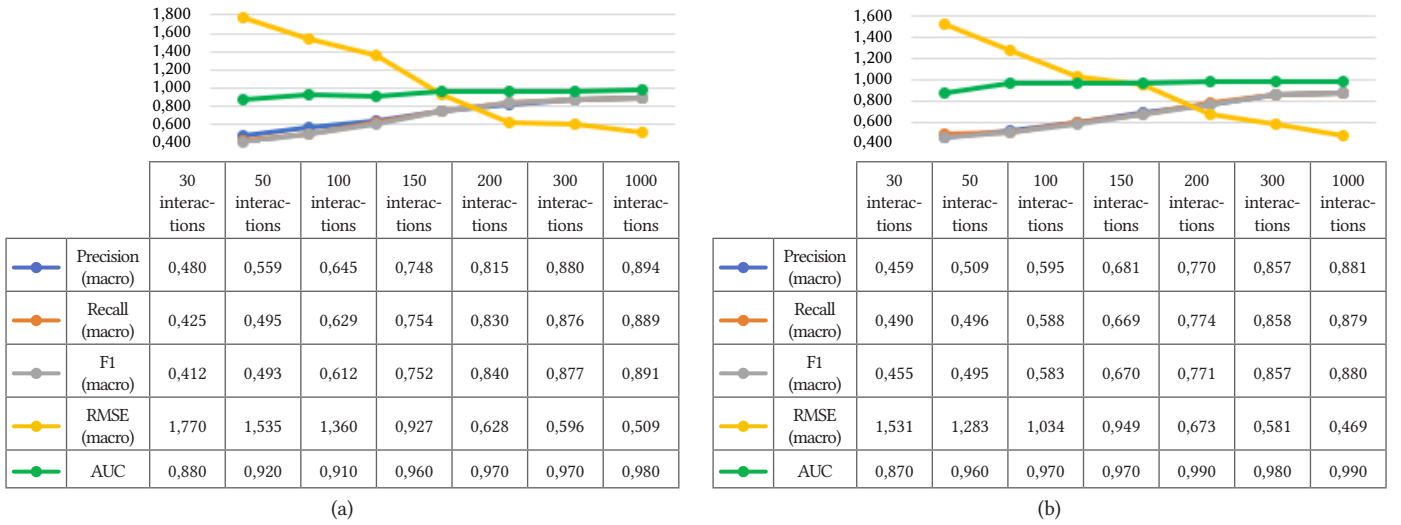 1,800
1,600
1,400
1,200
1,000
0,800
0,600
0,400
30 interac-tions 50 interac-tions 100 interac-tions 150 interac-tions 200 interac-tions 300 interac-tions 1000 interac-tions
Precision (macro) 0,480 0,559 0,645 0,748 0,815 0,880 0,894
Recall (macro) 0,425 0,495 0,629 0,754 0,830 0,876 0,889
F1 (macro) 0,412 0,493 0,612 0,752 0,840 0,877 0,891
RMSE (macro) 1,770 1,535 1,360 0,927 0,628 0,596 0,509
AUC 0,880 0,920 0,910 0,960 0,970 0,970 0,980
(a)
1,600
1,400
1,200
1,000
0,800
0,600
0,400
30 interac-tions 50 interac-tions 100 interac-tions 150 interac-tions 200 interac-tions 300 interac-tions 1000 interac-tions
Precision (macro) 0,459 0,509 0,595 0,681 0,770 0,857 0,881
Recall (macro) 0,490 0,496 0,588 0,669 0,774 0,858 0,879
F1 (macro) 0,455 0,495 0,583 0,670 0,771 0,857 0,880
RMSE (macro) 1,531 1,283 1,034 0,949 0,673 0,581 0,469
AUC 0,870 0,960 0,970 0,970 0,990 0,980 0,990
(b)